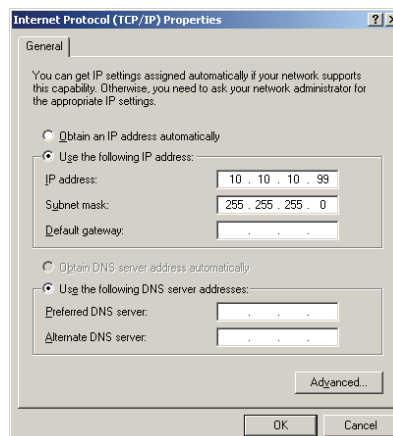 Internet Protocol (TCP/IP) Properties ? X
General
You can get IP settings assigned automatically if your network supports
this capability. Otherwise, you need to ask your network administrator for
the appropriate IP settings.
Obtain an IP address automatically
Use the following IP address:
IP address: 10 . 10 . 10 . 99
Subnet mask: 255 . 255 . 255 . 0
Default gateway: . . .
Obtain DNS server address automatically
Use the following DNS server addresses:
Preferred DNS server: . . .
Alternate DNS server: . . .
Advanced...
OK Cancel